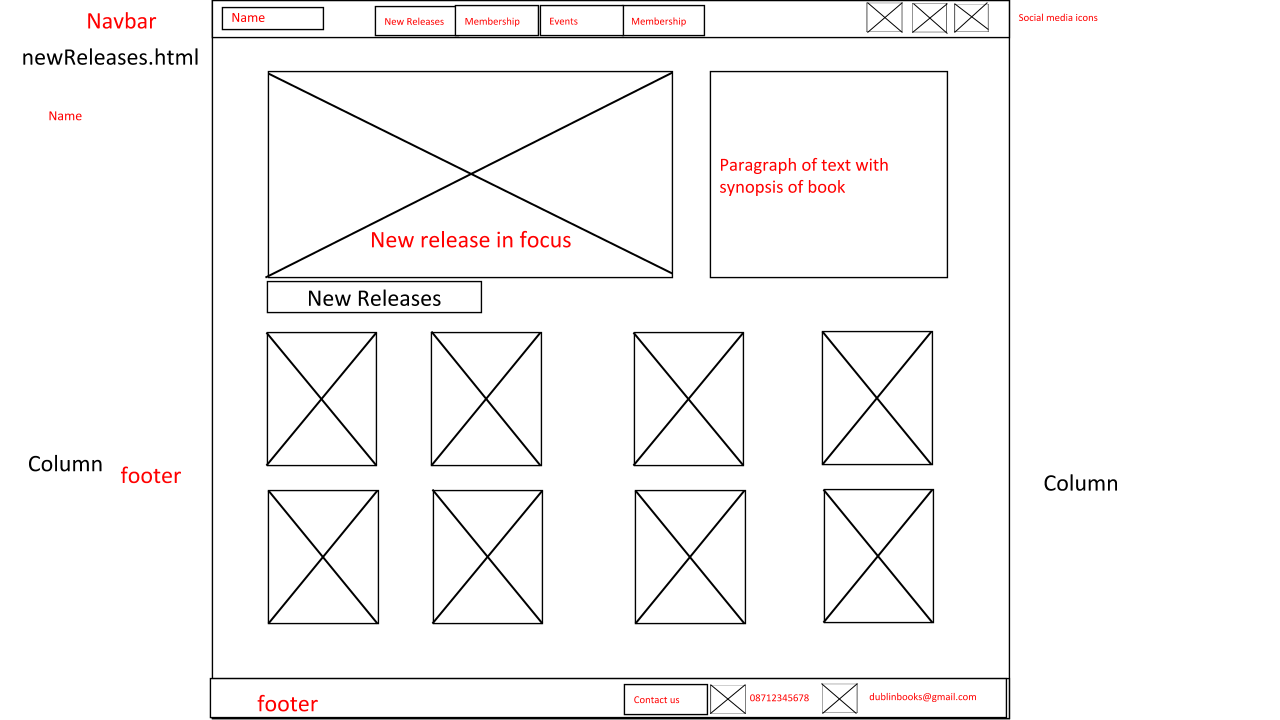 Navbar
Name
New Releases
Membership
Events
Membership
Social media icons
newReleases.html
Name
Paragraph of text with
synopsis of book
New release in focus
New Releases
Column
footer
Column
footer
Contact us
08712345678
dublinbooks@gmail.com